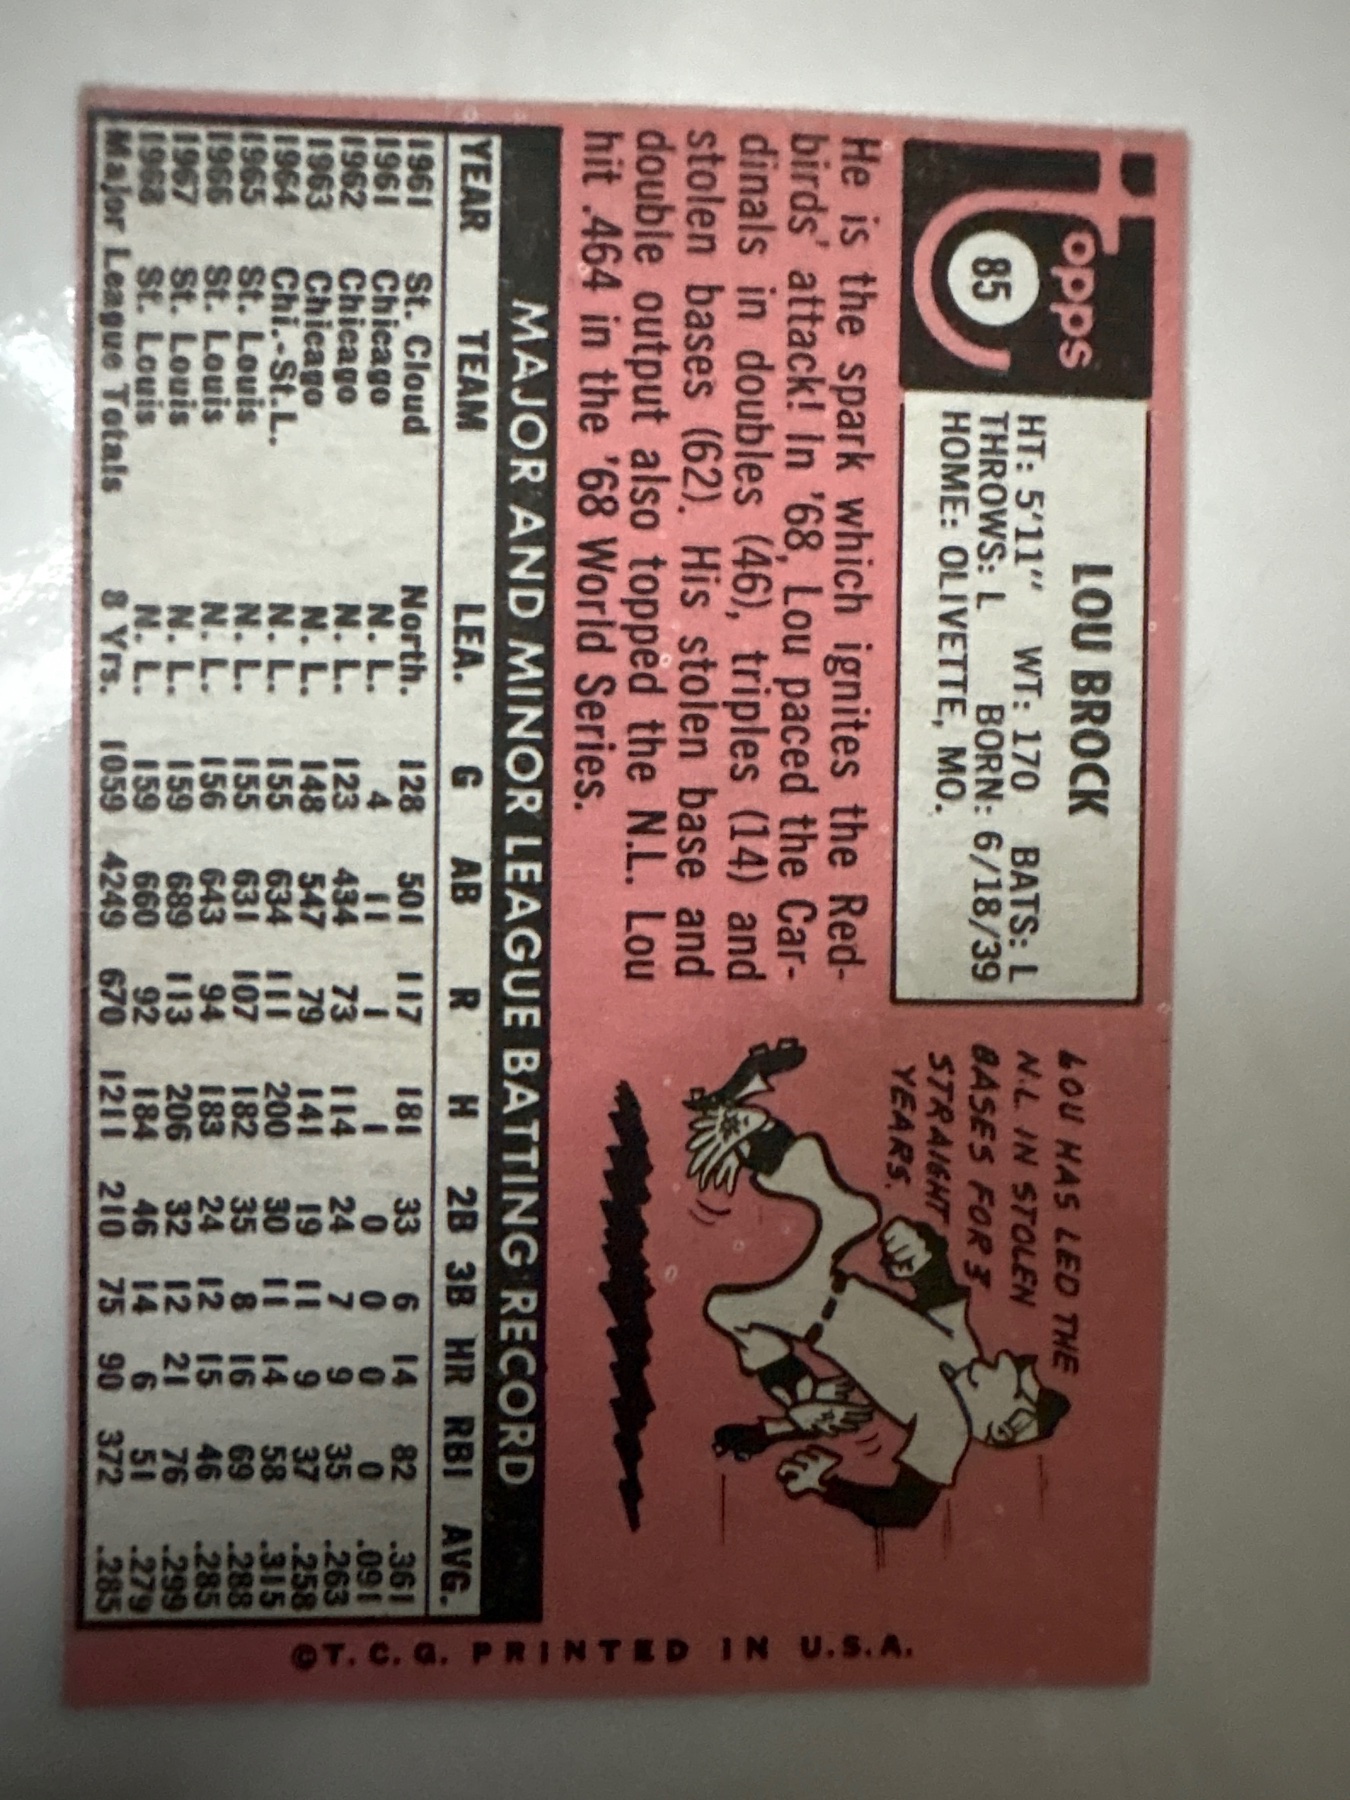 Topps
85
LOU BROCK
HT: 5'11" WT: 170 BATS: L
THROWS: L BORN: 6/18/39
HOME: OLIVETTE, MO.
He is the spark which ignites the Red-
birds' attack! In '68, Lou paced the Car-
dinals in doubles (46), triples (14) and
stolen bases (62). His stolen base and
double output also topped the N.L. Lou
hit .464 in the '68 World Series.
LOU HAS LED THE
N.L. IN STOLEN
BASES FOR 3
STRAIGHT
YEARS.
MAJOR AND MINOR LEAGUE BATTING RECORD
YEAR TEAM LEA. G AB R H 2B 3B HR RBI AVG.
1961 St. Cloud North. 128 501 117 181 33 6 14 82 .361
1961 Chicago N. L. 4 11 1 1 0 0 0 0 .091
1962 Chicago N. L. 123 434 73 114 24 7 9 35 .263
1963 Chicago N. L. 148 547 79 141 19 11 9 37 .258
1964 Chi.-St.L. N. L. 155 634 111 200 30 11 14 58 .315
1965 St. Louis N. L. 155 631 107 182 35 8 16 69 .288
1966 St. Louis N. L. 156 643 94 183 24 12 15 46 .285
1967 St. Louis N. L. 159 689 113 206 32 12 21 76 .299
1968 St. Louis N. L. 159 660 92 184 46 14 6 51 .279
Major League Totals 8 Yrs. 1059 4249 670 1211 210 75 90 372 .285
©T.C.G. PRINTED IN U.S.A.